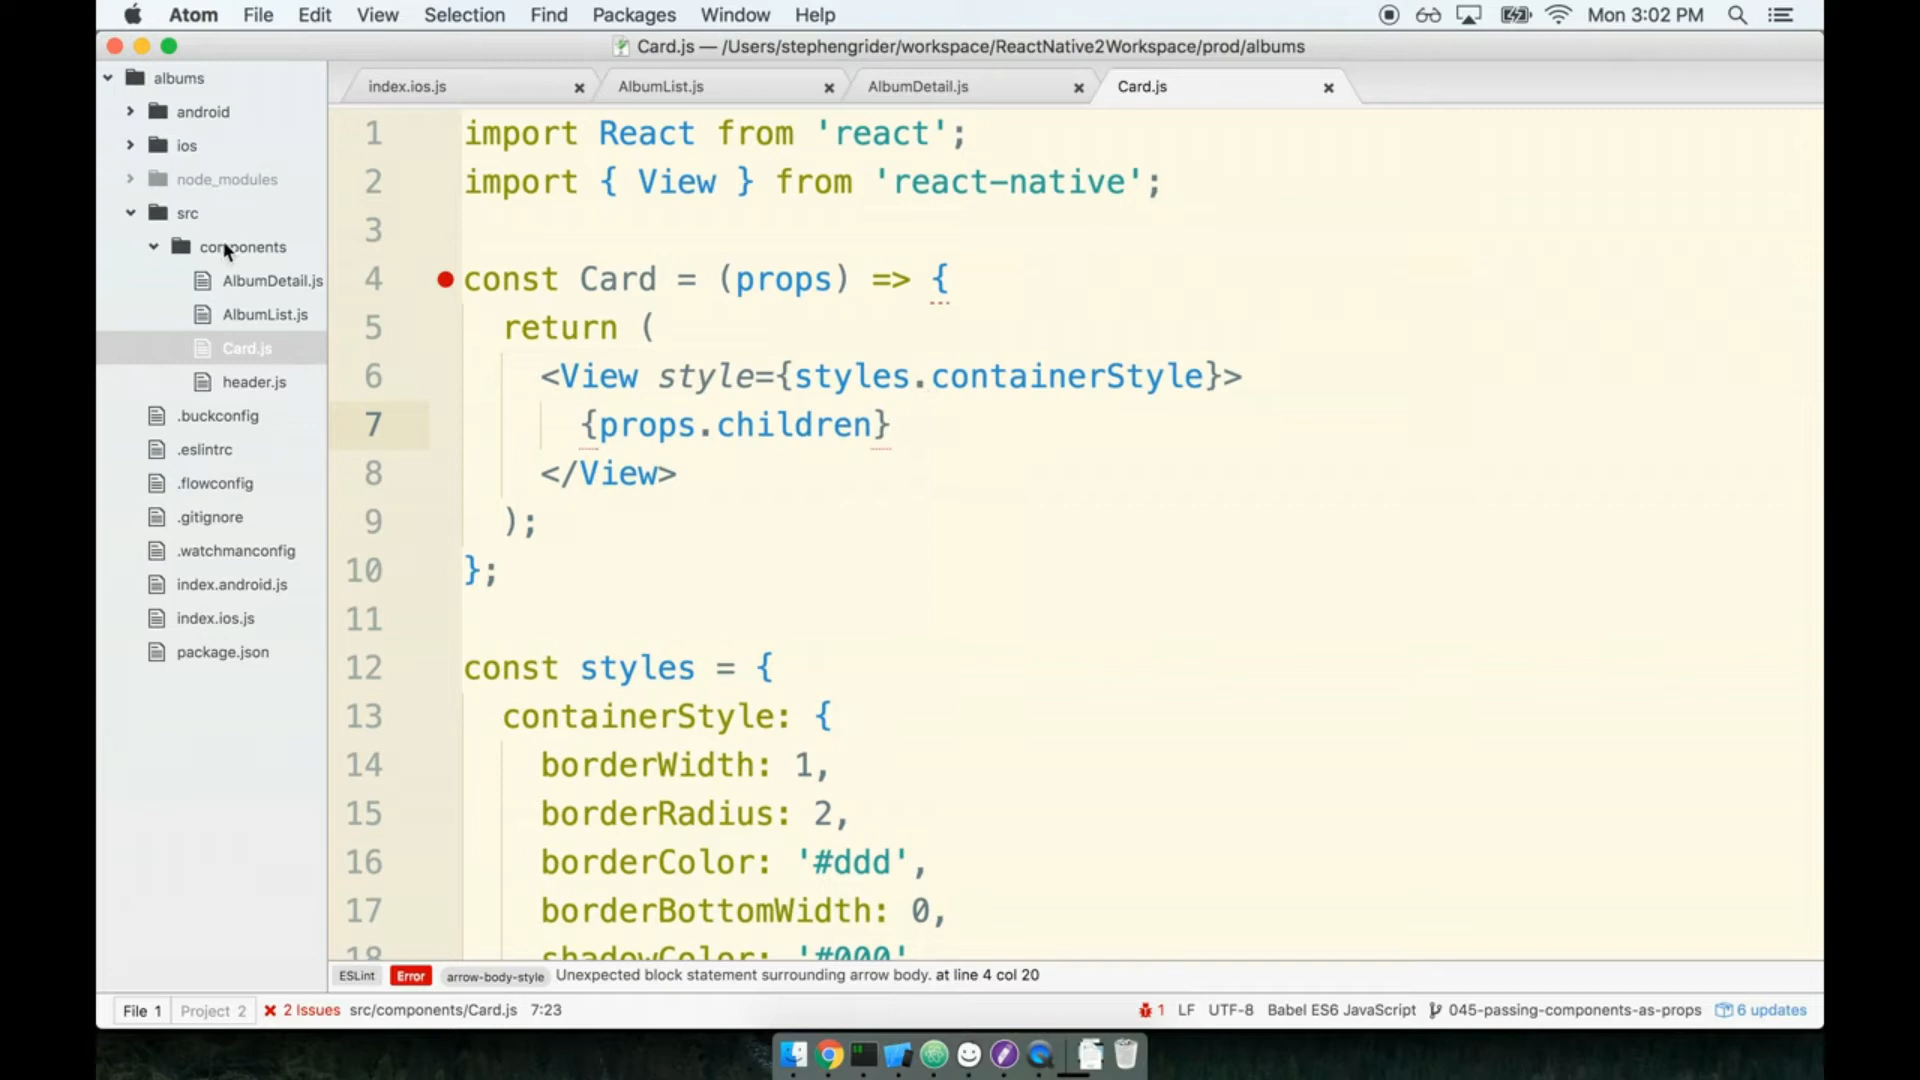 Atom File Edit View Selection Find Packages Window Help Mon 3:02 PM
Card.js — /Users/stephengrider/workspace/ReactNative2Workspace/prod/albums
albums
android
ios
node_modules
src
components
AlbumDetail.js
AlbumList.js
Card.js
header.js
.buckconfig
.eslintrc
.flowconfig
.gitignore
.watchmanconfig
index.android.js
index.ios.js
package.json
index.ios.js AlbumList.js AlbumDetail.js Card.js
1 import React from 'react';
2 import { View } from 'react-native';
3
4 const Card = (props) => {
5 return (
6 <View style={styles.containerStyle}>
7 {props.children}
8 </View>
9 );
10 };
11
12 const styles = {
13 containerStyle: {
14 borderWidth: 1,
15 borderRadius: 2,
16 borderColor: '#ddd',
17 borderBottomWidth: 0,
18 shadowColor: '#000'
ESLint Error arrow-body-style Unexpected block statement surrounding arrow body. at line 4 col 20
File 1 Project 2 2 Issues src/components/Card.js 7:23 1 LF UTF-8 Babel ES6 JavaScript 045-passing-components-as-props 6 updates